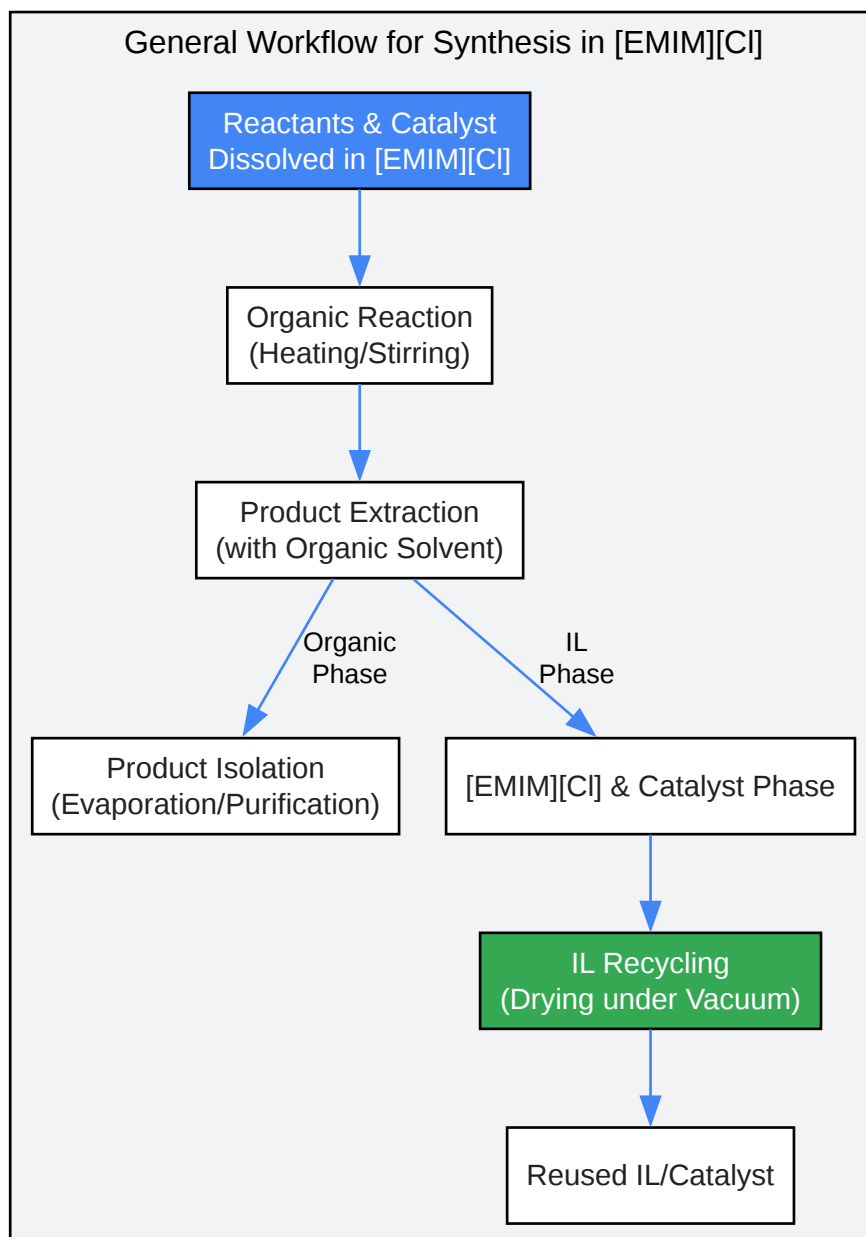 General Workflow for Synthesis in [EMIM][Cl]
Reactants & Catalyst
Dissolved in [EMIM][Cl]
Organic Reaction
(Heating/Stirring)
Product Extraction
(with Organic Solvent)
Organic
Phase
IL
Phase
Product Isolation
(Evaporation/Purification)
[EMIM][Cl] & Catalyst Phase
IL Recycling
(Drying under Vacuum)
Reused IL/Catalyst